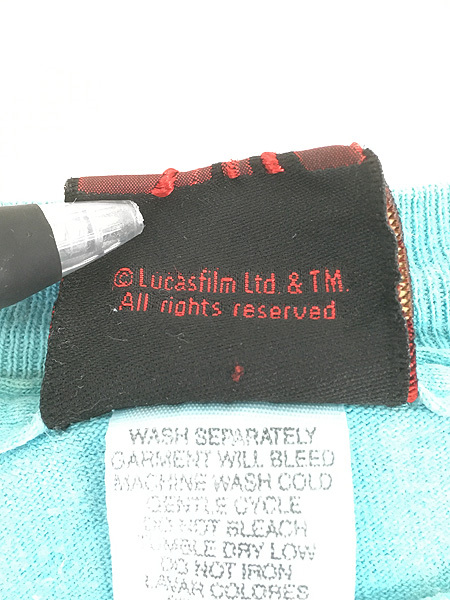 © Lucasfilm Ltd. & TM.
All rights reserved
WASH SEPARATELY
GARMENT WILL BLEED
MACHINE WASH COLD
GENTLE CYCLE
DO NOT BLEACH
TUMBLE DRY LOW
DO NOT IRON
LAVAR COLORES